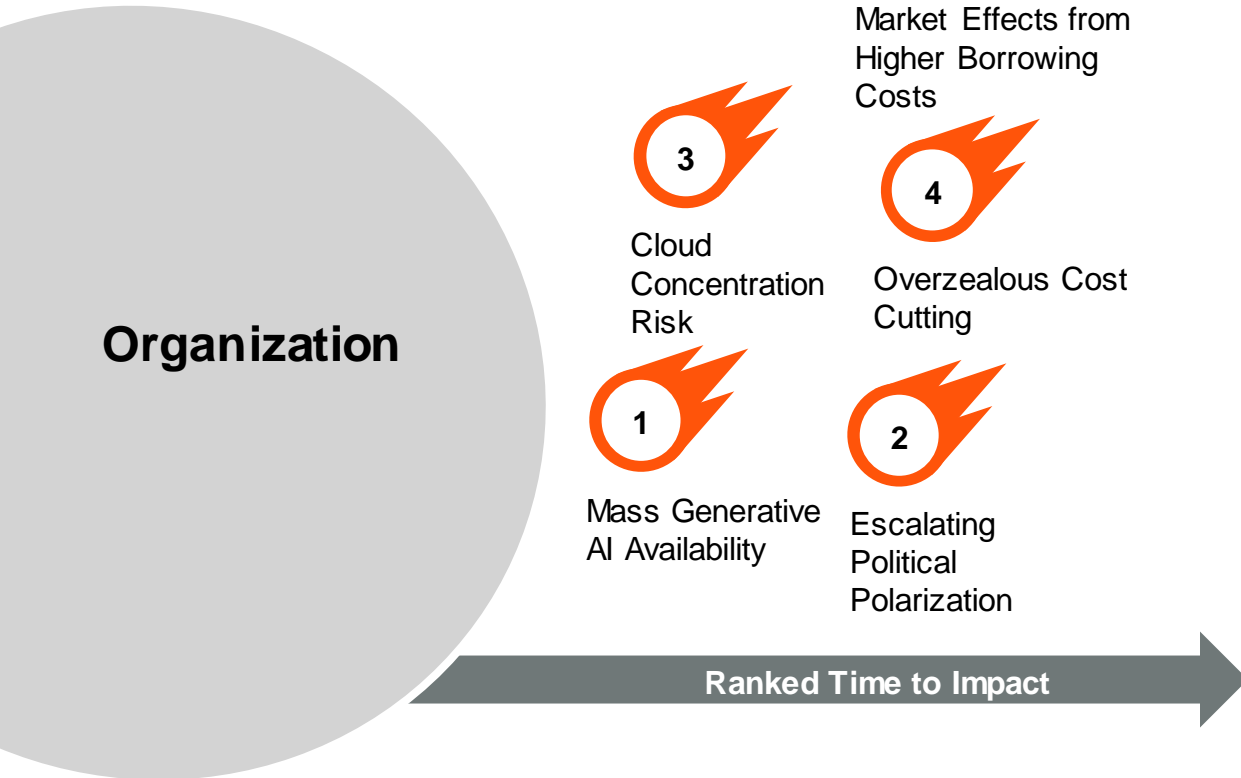 Market Effects from
Higher Borrowing
Costs
3
4
Cloud
Concentration
Risk
Overzealous Cost
Cutting
Organization
1
2
Mass Generative
AI Availability
Escalating
Political
Polarization
Ranked Time to Impact